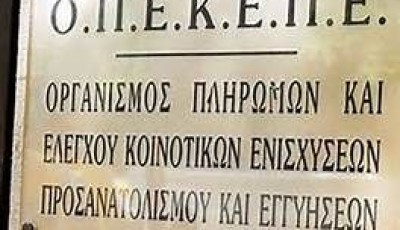 Ο.Π.Ε.Κ.Ε.Π.Ε.
ΟΡΓΑΝΙΣΜΟΣ ΠΛΗΡΩΜΩΝ ΚΑΙ
ΕΛΕΓΧΟΥ ΚΟΙΝΟΤΙΚΩΝ ΕΝΙΣΧΥΣΕΩΝ
ΠΡΟΣΑΝΑΤΟΛΙΣΜΟΥ ΚΑΙ ΕΓΓΥΗΣΕΩΝ